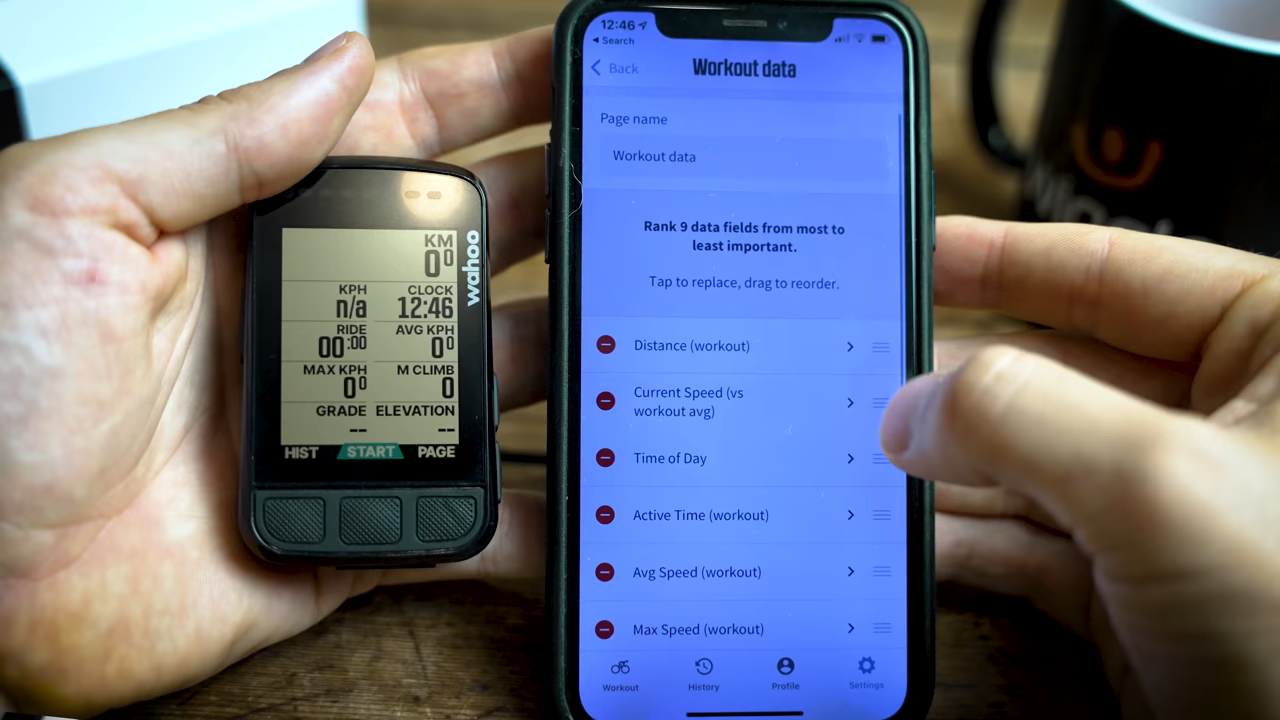 KM
0⁰
KPH CLOCK
n/a 12:46
RIDE AVG KPH
00:00 0⁰
MAX KPH M CLIMB
0⁰ 0
GRADE ELEVATION
-- --
HIST START PAGE
wahoo
12:46
Search
Back Workout data
Page name
Workout data
Rank 9 data fields from most to
least important.
Tap to replace, drag to reorder.
Distance (workout)
Current Speed (vs
workout avg)
Time of Day
Active Time (workout)
Avg Speed (workout)
Max Speed (workout)
Workout History Profile Settings